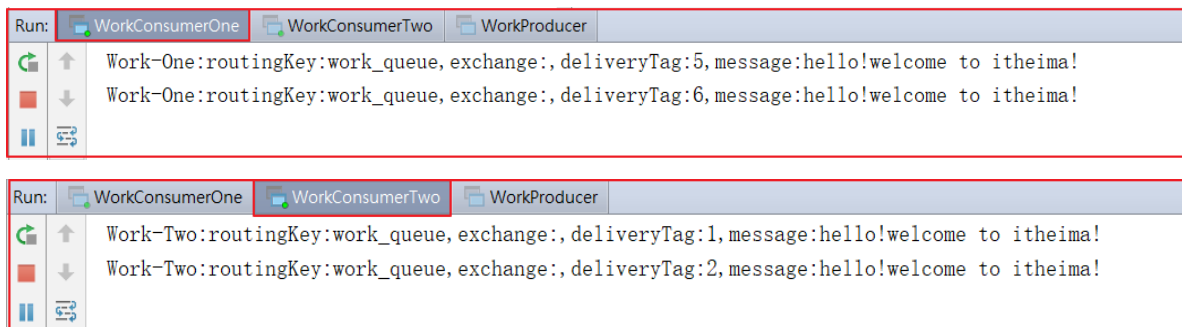 Run: WorkConsumerOne WorkConsumerTwo WorkProducer
Work-One:routingKey:work_queue,exchange:,deliveryTag:5,message:hello!welcome to itheima!
Work-One:routingKey:work_queue,exchange:,deliveryTag:6,message:hello!welcome to itheima!
Run: WorkConsumerOne WorkConsumerTwo WorkProducer
Work-Two:routingKey:work_queue,exchange:,deliveryTag:1,message:hello!welcome to itheima!
Work-Two:routingKey:work_queue,exchange:,deliveryTag:2,message:hello!welcome to itheima!